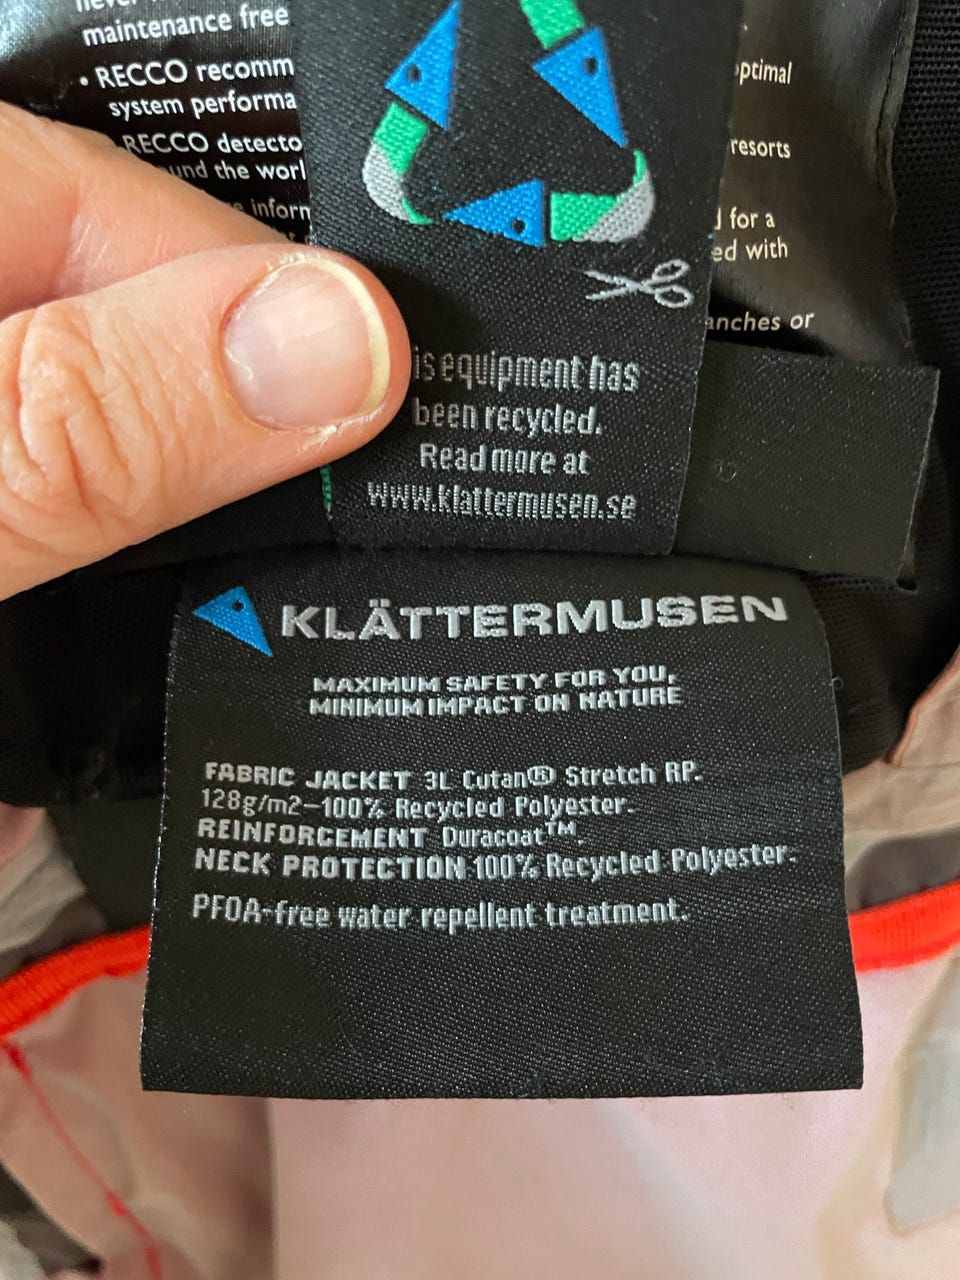 maintenance free
• RECCO recomm
system performa
RECCO detecto
und the worl
inforn
optimal
resorts
for a
ed with
anches or
is equipment has
been recycled.
Read more at
www.klattermusen.se
KLÄTTERMUSEN
MAXIMUM SAFETY FOR YOU,
MINIMUM IMPACT ON NATURE
FABRIC JACKET 3L Cutan® Stretch RP.
128g/m2-100% Recycled Polyester.
REINFORCEMENT Duracoat™.
NECK PROTECTION 100% Recycled Polyester.
PFOA-free water repellent treatment.